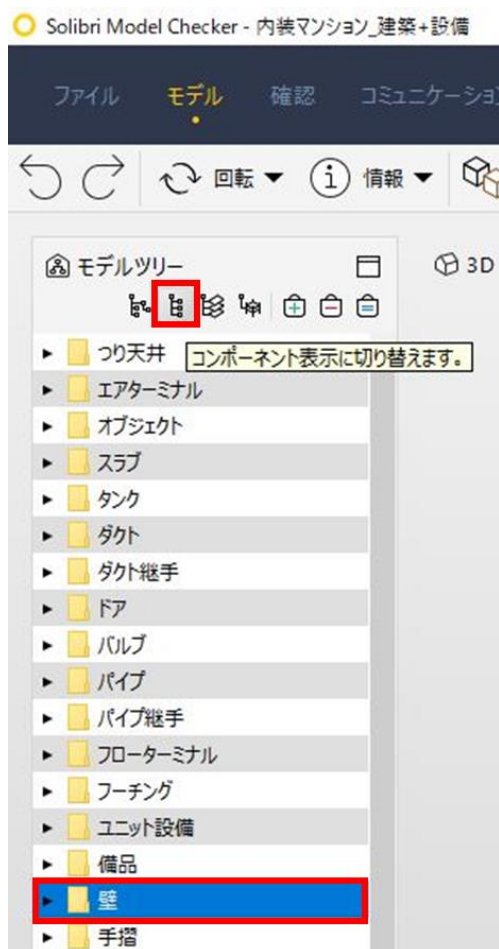 Solibri Model Checker - 内装マンション_建築+設備
ファイル モデル 確認 コミュニケーション
回転 i 情報
モデルツリー 3D
つり天井 コンポーネント表示に切り替えます。
エアターミナル
オブジェクト
スラブ
タンク
ダクト
ダクト継手
ドア
バルブ
パイプ
パイプ継手
フローターミナル
フーチング
ユニット設備
備品
壁
手摺